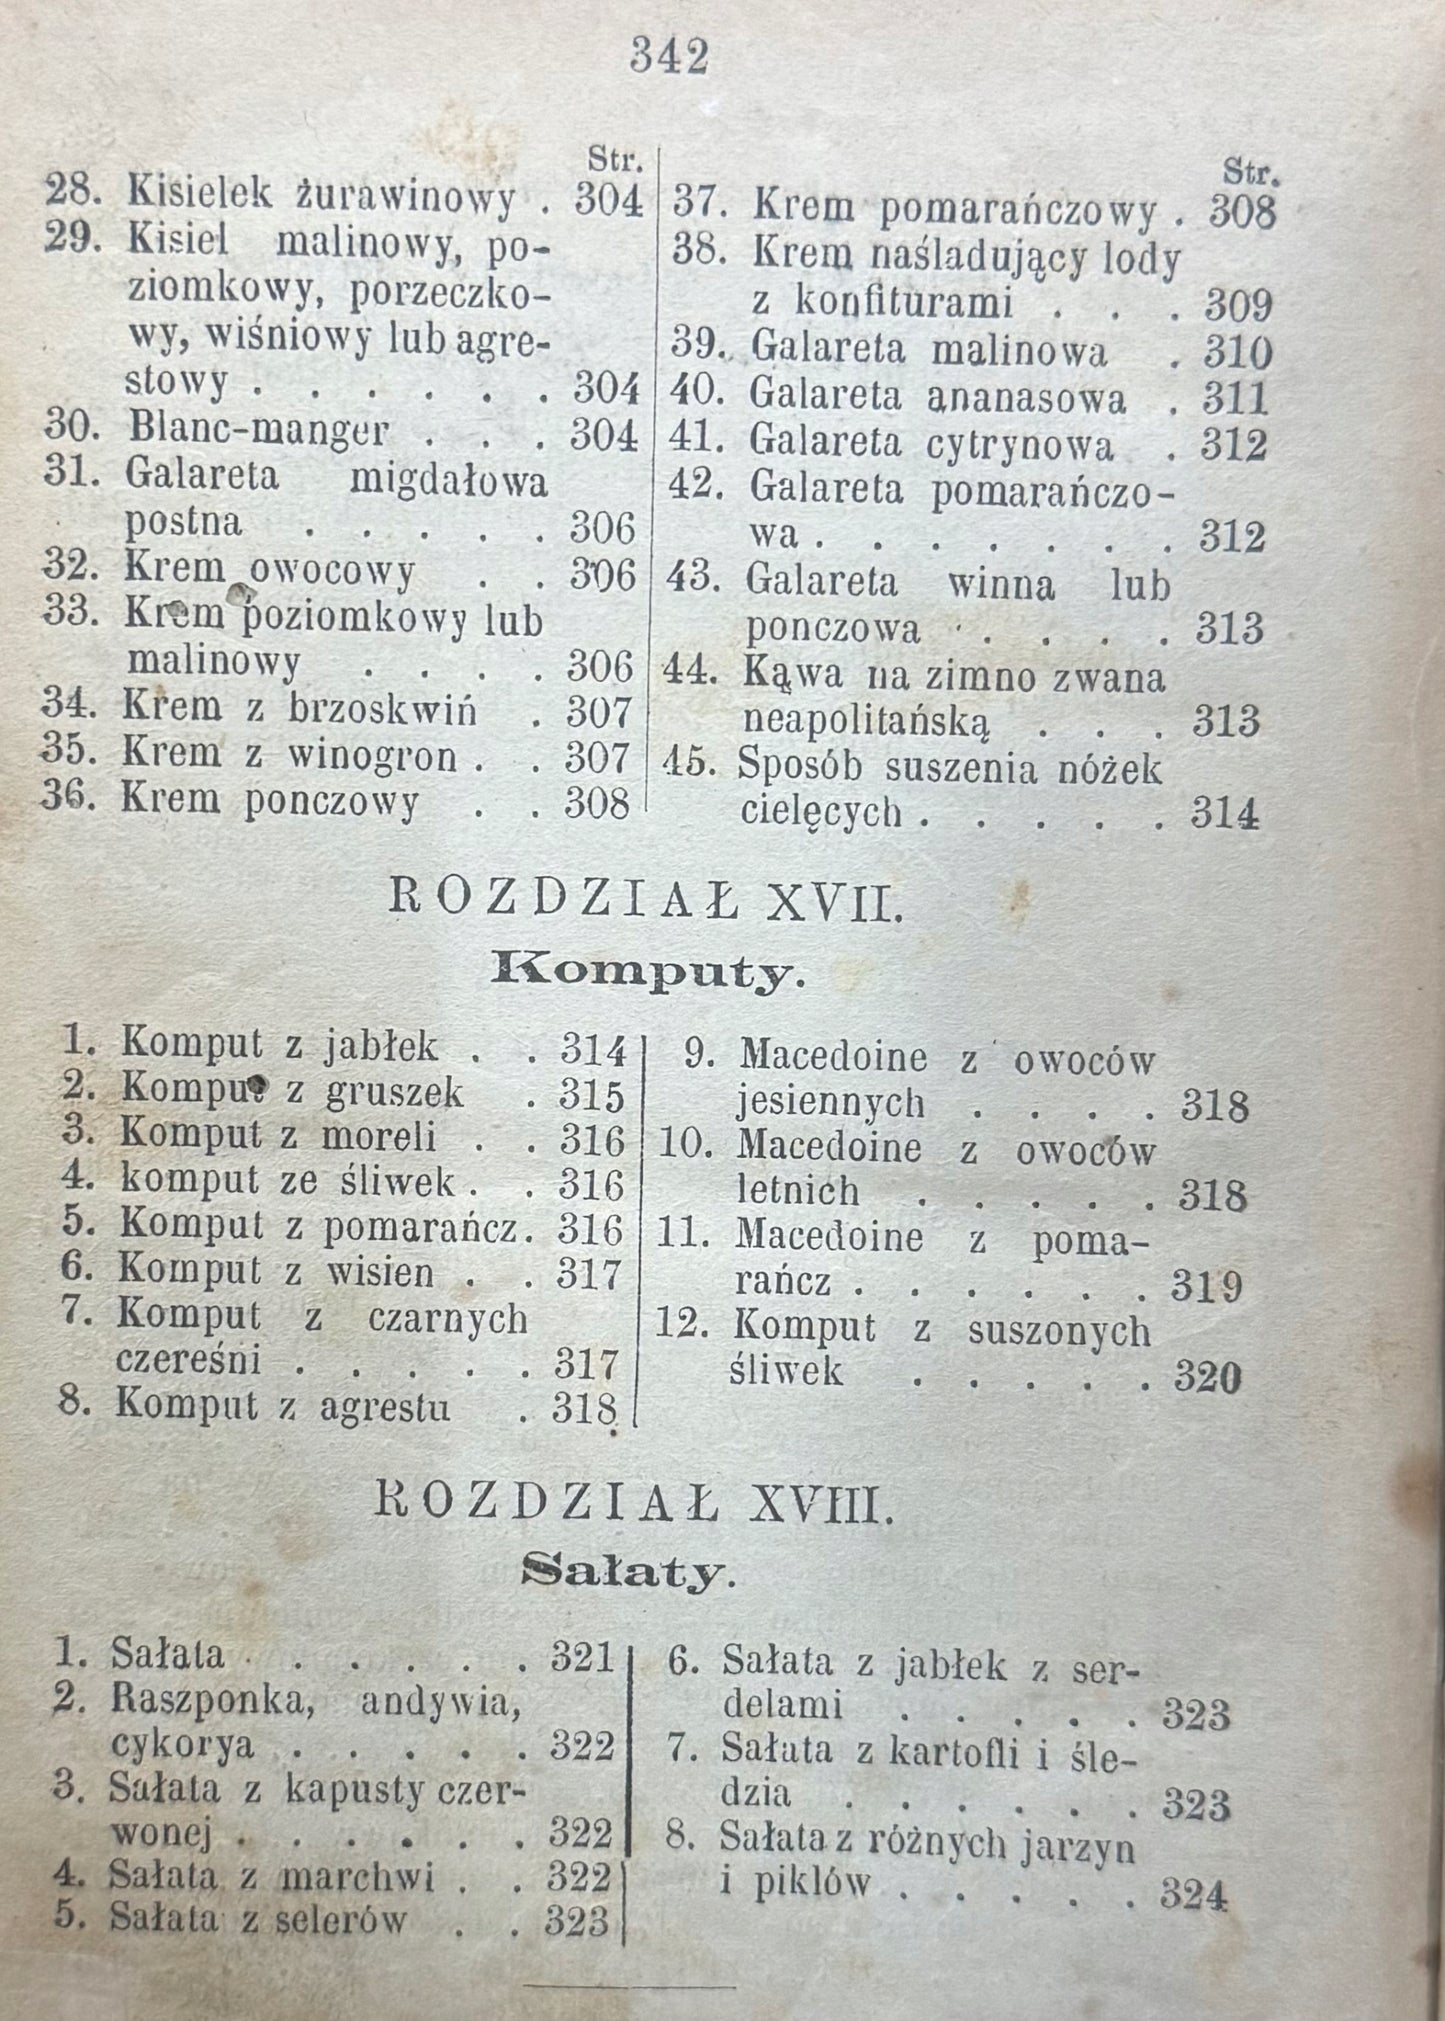 342
Str.
28. Kisielek żurawinowy . 304
29. Kisiel malinowy, po-
ziomkowy, porzeczko-
wy, wiśniowy lub agre-
stowy . . . . . . 304
30. Blanc-manger . . . 304
31. Galareta migdałowa
postna . . . . . 306
32. Krem owocowy . . 306
33. Krem poziomkowy lub
malinowy . . . . 306
34. Krem z brzoskwiń . 307
35. Krem z winogron . . 307
36. Krem ponczowy . . 308
Str.
37. Krem pomarańczowy . 308
38. Krem naśladujący lody
z konfiturami . . . 309
39. Galareta malinowa . 310
40. Galareta ananasowa . 311
41. Galareta cytrynowa . 312
42. Galareta pomarańczo-
wa . . . . . . . 312
43. Galareta winna lub
ponczowa . . . . 313
44. Kąwa na zimno zwana
neapolitańską . . . 313
45. Sposób suszenia nóżek
cielęcych . . . . . 314
ROZDZIAŁ XVII.
Komputy.
1. Komput z jabłek . . 314
2. Komput z gruszek . 315
3. Komput z moreli . . 316
4. komput ze śliwek . . 316
5. Komput z pomarańcz . 316
6. Komput z wisien . . 317
7. Komput z czarnych
czereśni . . . . . 317
8. Komput z agrestu . 318
9. Macedoine z owoców
jesiennych . . . . 318
10. Macedoine z owoców
letnich . . . . . 318
11. Macedoine z poma-
rańcz . . . . . . 319
12. Komput z suszonych
śliwek . . . . . 320
ROZDZIAŁ XVIII.
Sałaty.
1. Sałata . . . . . 321
2. Raszponka, andywia,
cykorya . . . . . 322
3. Sałata z kapusty czer-
wonej . . . . . . 322
4. Sałata z marchwi . . 322
5. Sałata z selerów . . 323
6. Sałata z jabłek z ser-
delami . . . . . 323
7. Sałata z kartofli i śle-
dzia . . . . . . 323
8. Sałata z różnych jarzyn
i piklów . . . . . 324